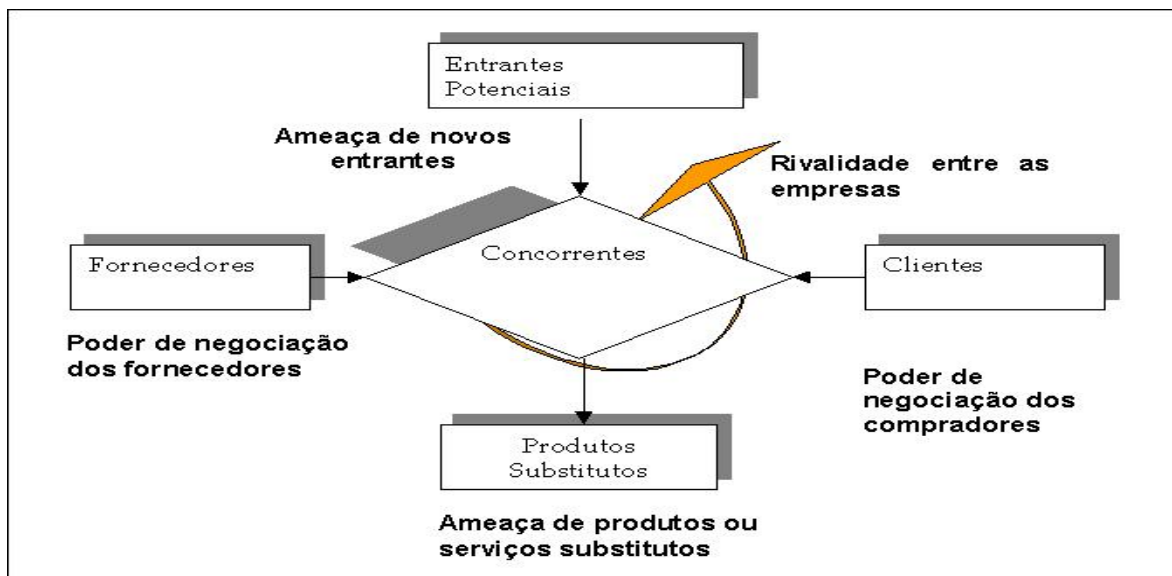 Entrantes
Potenciais
Ameaça de novos
entrantes
Rivalidade entre as
empresas
Fornecedores
Concorrentes
Clientes
Poder de negociação
dos fornecedores
Poder de
negociação dos
compradores
Produtos
Substitutos
Ameaça de produtos ou
serviços substitutos